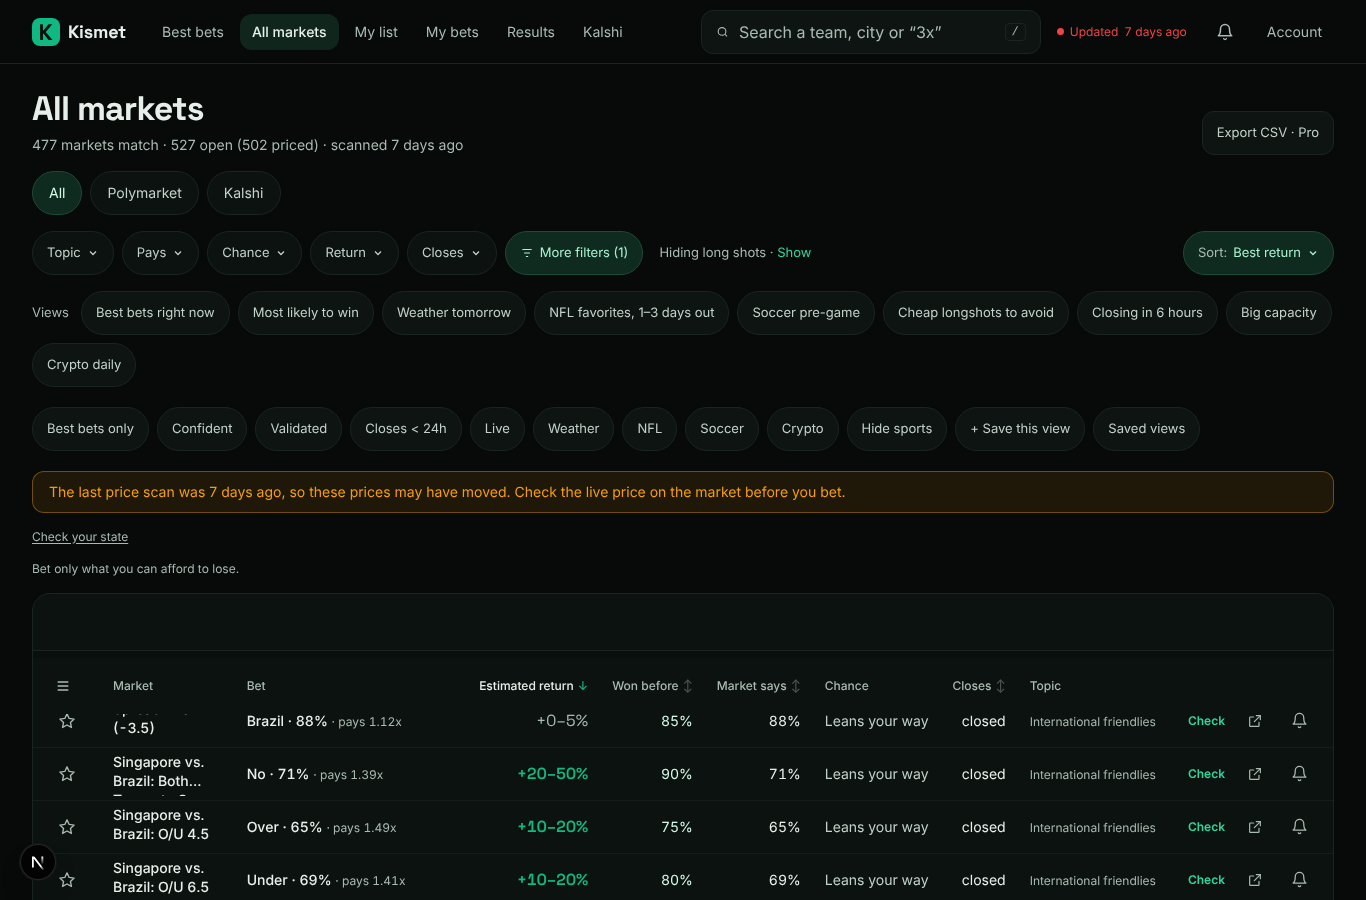 K Kismet Best bets All markets My list My bets Results Kalshi Search a team, city or “3x” / Updated 7 days ago Account
All markets
477 markets match · 527 open (502 priced) · scanned 7 days ago
Export CSV · Pro
All Polymarket Kalshi
Topic Pays Chance Return Closes More filters (1) Hiding long shots · Show Sort: Best return
Views Best bets right now Most likely to win Weather tomorrow NFL favorites, 1–3 days out Soccer pre-game Cheap longshots to avoid Closing in 6 hours Big capacity
Crypto daily
Best bets only Confident Validated Closes < 24h Live Weather NFL Soccer Crypto Hide sports + Save this view Saved views
The last price scan was 7 days ago, so these prices may have moved. Check the live price on the market before you bet.
Check your state
Bet only what you can afford to lose.
Market Bet Estimated return ↓ Won before Market says Chance Closes Topic
(-3.5) Brazil · 88% · pays 1.12x +0–5% 85% 88% Leans your way closed International friendlies Check
Singapore vs.
Brazil: Both... No · 71% · pays 1.39x +20–50% 90% 71% Leans your way closed International friendlies Check
Singapore vs.
Brazil: O/U 4.5 Over · 65% · pays 1.49x +10–20% 75% 65% Leans your way closed International friendlies Check
Singapore vs.
Brazil: O/U 6.5 Under · 69% · pays 1.41x +10–20% 80% 69% Leans your way closed International friendlies Check
N